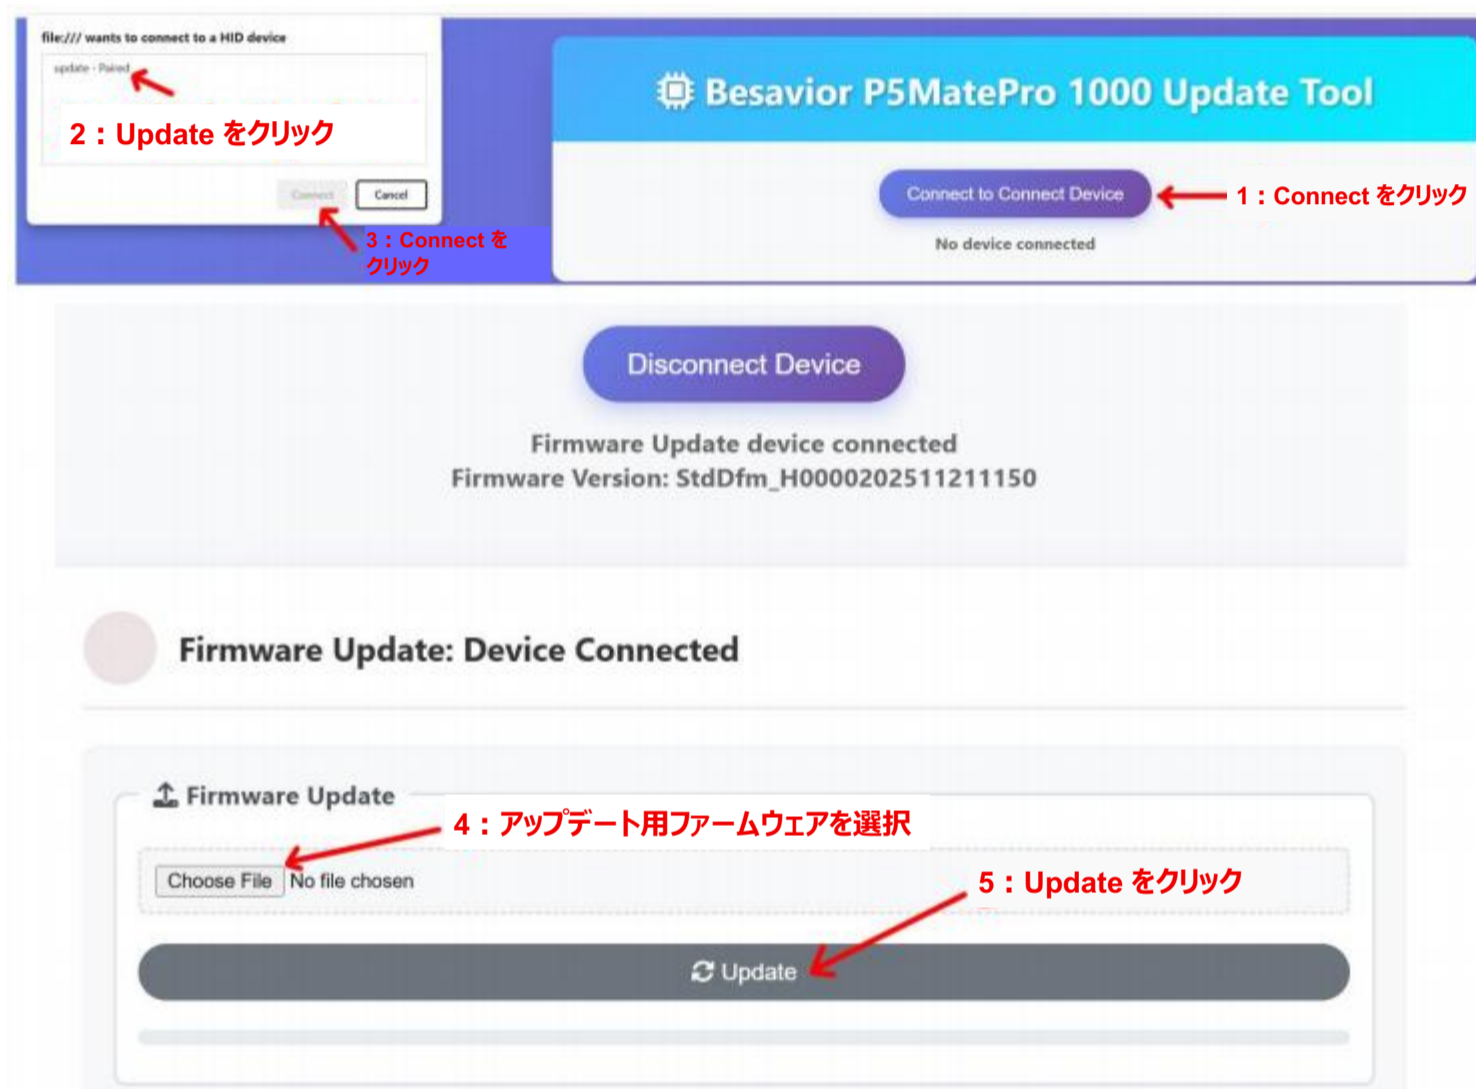 file:/// wants to connect to a HID device
update - Paired
2：Update をクリック
Connect
Cancel
3：Connect を
クリック
Besavior P5MatePro 1000 Update Tool
Connect to Connect Device
1：Connect をクリック
No device connected
Disconnect Device
Firmware Update device connected
Firmware Version: StdDfm_H0000202511211150
Firmware Update: Device Connected
Firmware Update
4：アップデート用ファームウェアを選択
Choose File
No file chosen
5：Update をクリック
Update